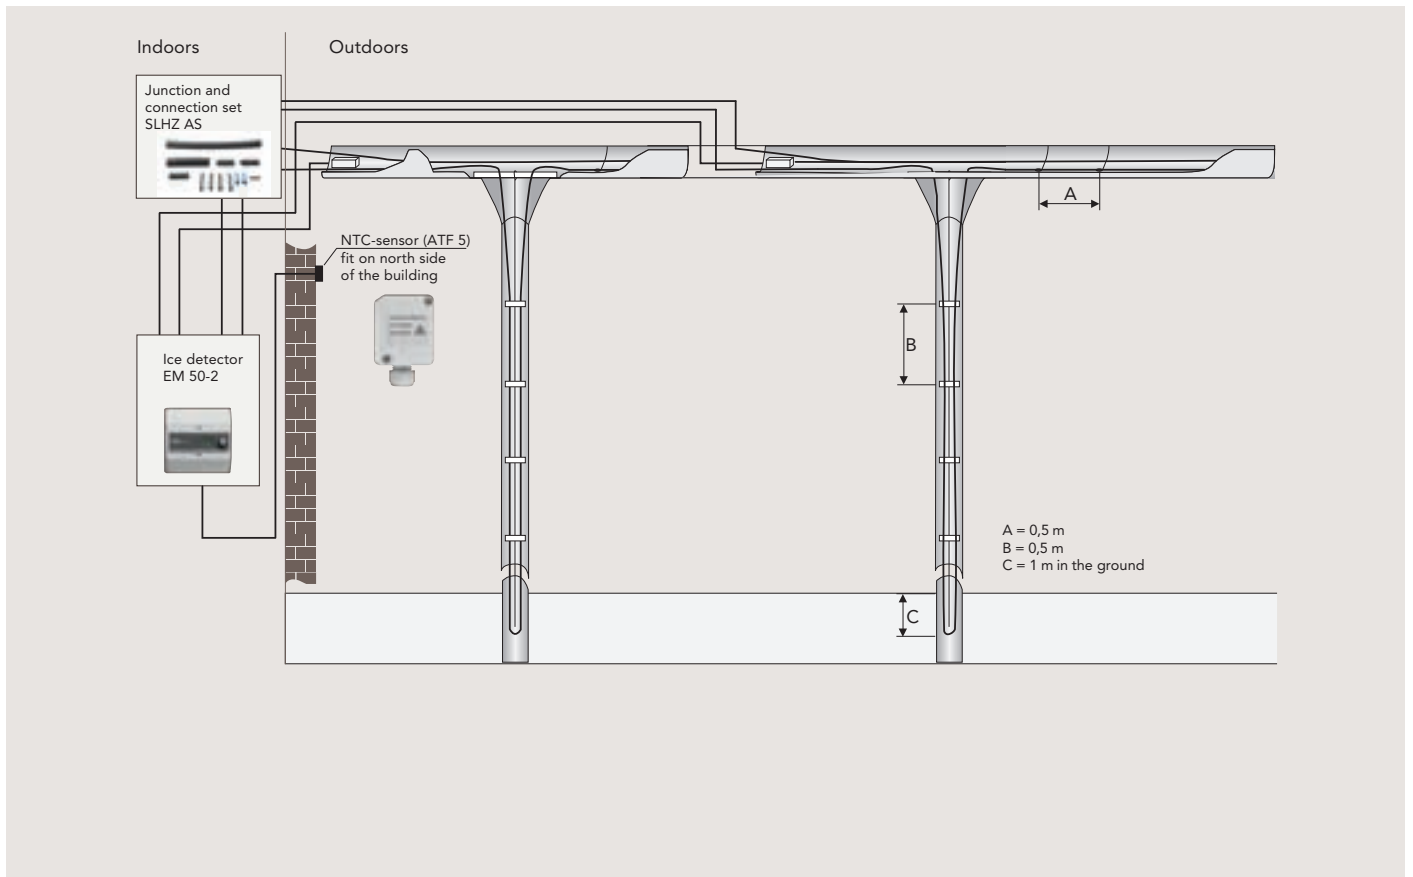 Indoors
Outdoors
Junction and
connection set
SLHZ AS
A
NTC-sensor (ATF 5)
fit on north side
of the building
B
Ice detector
EM 50-2
A = 0,5 m
B = 0,5 m
C = 1 m in the ground
C